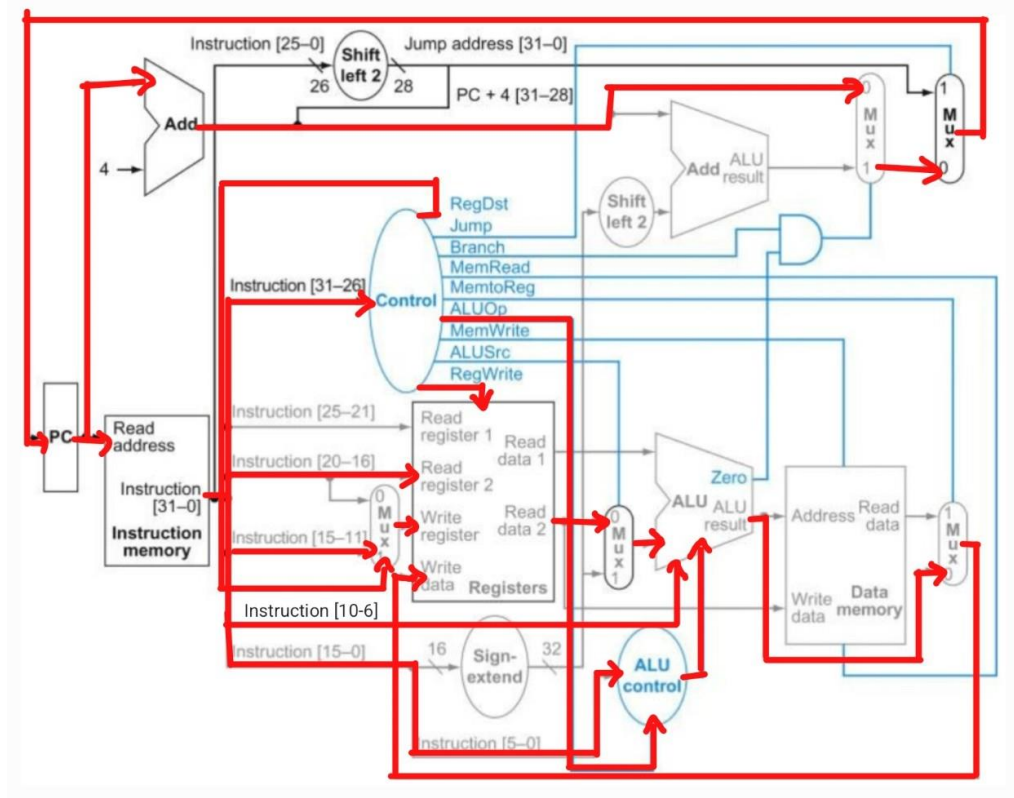 Instruction [25–0]
Shift
left 2
Jump address [31–0]
26
28
PC + 4 [31–28]
Add
4
0
M
u
x
1
1
M
u
x
0
Add
ALU
result
Shift
left 2
RegDst
Jump
Branch
MemRead
MemtoReg
ALUOp
MemWrite
ALUSrc
RegWrite
Instruction [31–26]
Control
PC
Read
address
Instruction
[31–0]
Instruction
memory
Instruction [25–21]
Instruction [20–16]
Instruction [15–11]
Instruction [10-6]
Instruction [15–0]
Instruction [5–0]
0
M
u
x
1
Read
register 1
Read
register 2
Write
register
Write
data
Read
data 1
Read
data 2
Registers
0
M
u
x
1
Zero
ALU
ALU
result
Address
Read
data
Write
data
Data
memory
1
M
u
x
0
16
Sign-
extend
32
ALU
control